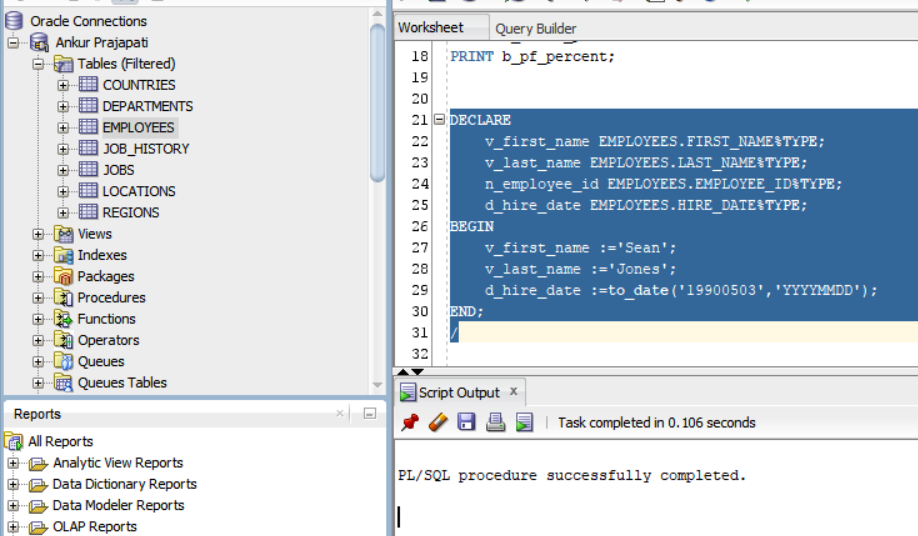 Oracle Connections
Ankur Prajapati
Tables (Filtered)
COUNTRIES
DEPARTMENTS
EMPLOYEES
JOB_HISTORY
JOBS
LOCATIONS
REGIONS
Views
Indexes
Packages
Procedures
Functions
Operators
Queues
Queues Tables
Reports
All Reports
Analytic View Reports
Data Dictionary Reports
Data Modeler Reports
OLAP Reports
Worksheet Query Builder
18 PRINT b_pf_percent;
19
20
21 DECLARE
22 v_first_name EMPLOYEES.FIRST_NAME%TYPE;
23 v_last_name EMPLOYEES.LAST_NAME%TYPE;
24 n_employee_id EMPLOYEES.EMPLOYEE_ID%TYPE;
25 d_hire_date EMPLOYEES.HIRE_DATE%TYPE;
26 BEGIN
27 v_first_name :='Sean';
28 v_last_name :='Jones';
29 d_hire_date :=to_date('19900503','YYYYMMDD');
30 END;
31 /
32
Script Output x
Task completed in 0.106 seconds
PL/SQL procedure successfully completed.